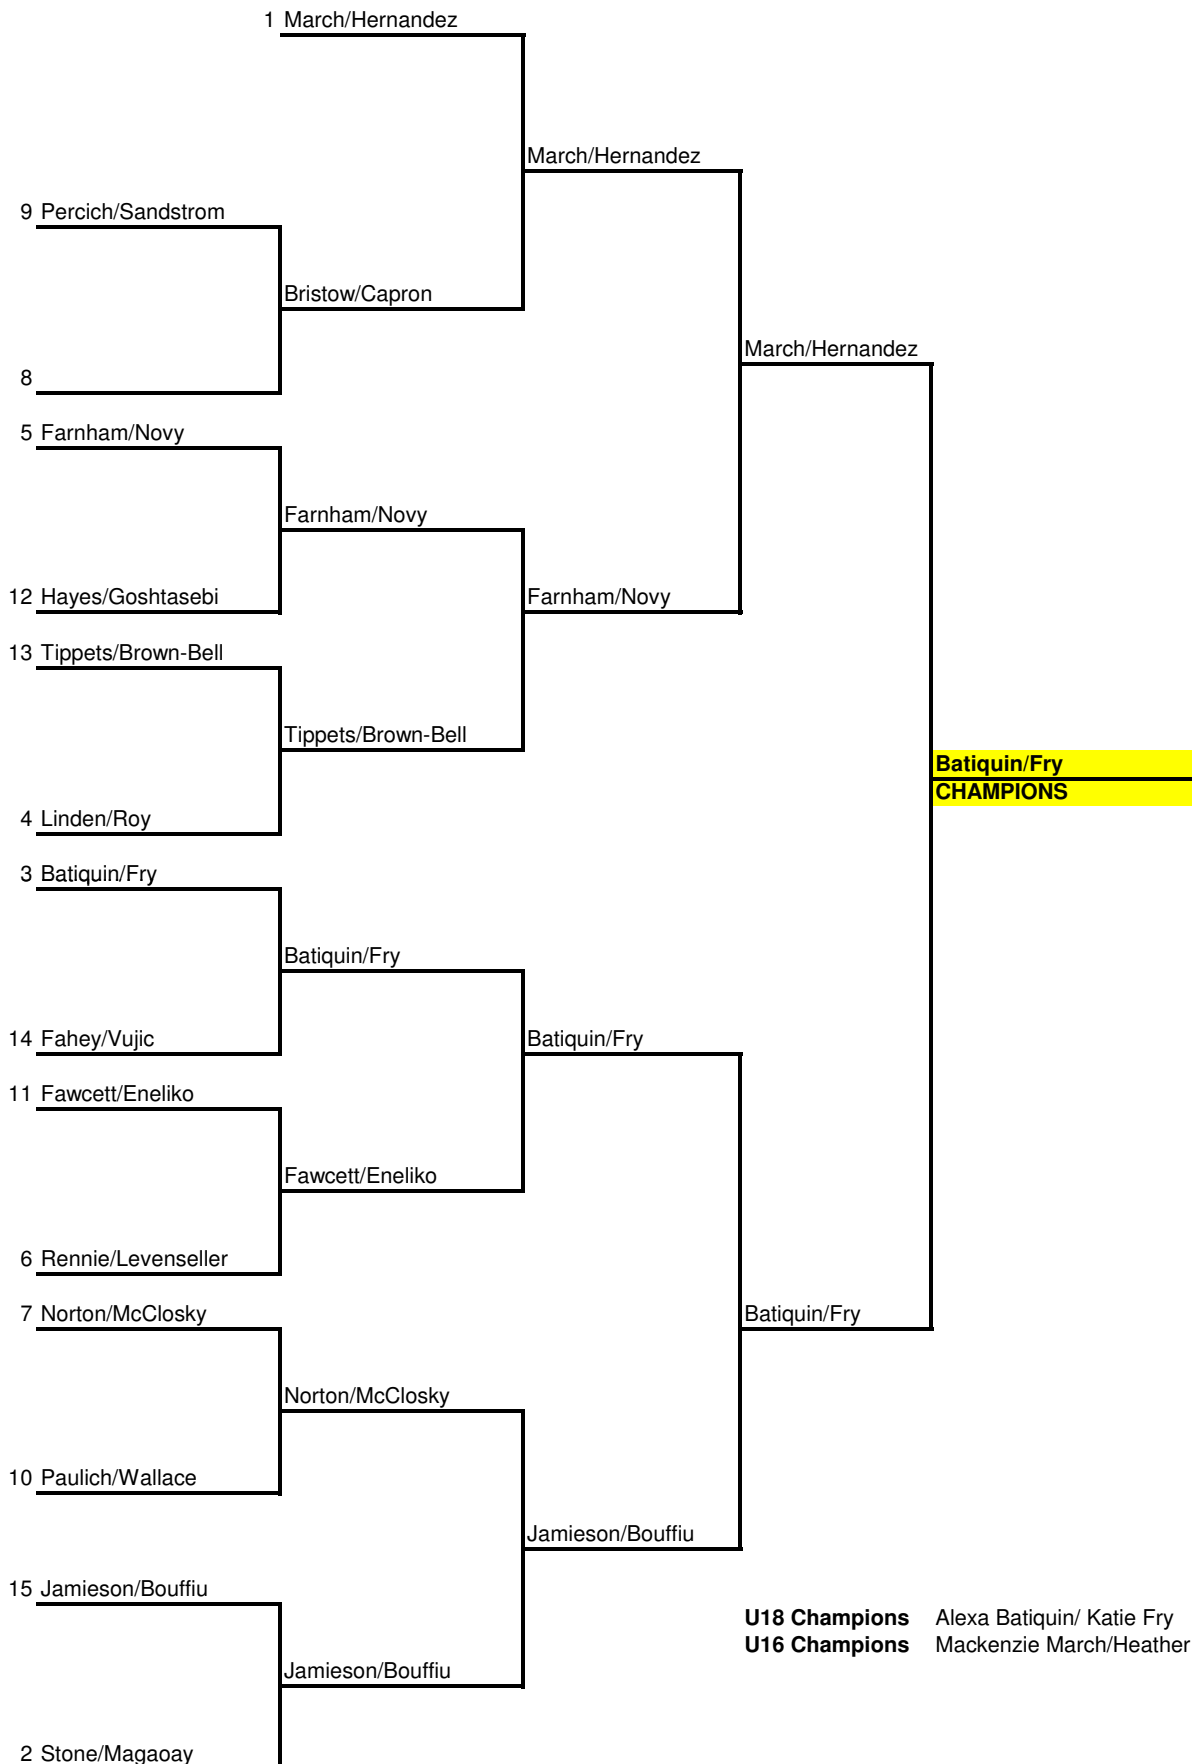 1 March/Hernandez
March/Hernandez
9 Percich/Sandstrom
Bristow/Capron
March/Hernandez
8
5 Farnham/Novy
Farnham/Novy
12 Hayes/Goshtasebi
Farnham/Novy
13 Tippets/Brown-Bell
Tippets/Brown-Bell
Batiquin/Fry
CHAMPIONS
4 Linden/Roy
3 Batiquin/Fry
Batiquin/Fry
14 Fahey/Vujic
Batiquin/Fry
11 Fawcett/Eneliko
Fawcett/Eneliko
6 Rennie/Levenseller
7 Norton/McClosky
Batiquin/Fry
Norton/McClosky
10 Paulich/Wallace
Jamieson/Bouffiu
15 Jamieson/Bouffiu
U18 Champions Alexa Batiquin/ Katie Fry
U16 Champions Mackenzie March/Heather
Jamieson/Bouffiu
2 Stone/Magaoay